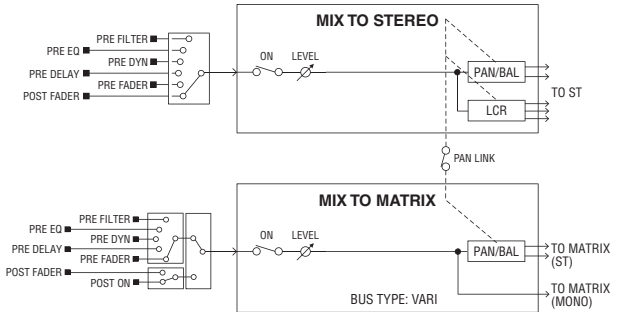 MIX TO STEREO
PRE FILTER
PRE EQ
PRE DYN
PRE DELAY
PRE FADER
POST FADER
ON
LEVEL
PAN/BAL
LCR
TO ST
PAN LINK
MIX TO MATRIX
PRE FILTER
PRE EQ
PRE DYN
PRE DELAY
PRE FADER
POST FADER
POST ON
ON
LEVEL
PAN/BAL
TO MATRIX
(ST)
TO MATRIX
(MONO)
BUS TYPE: VARI